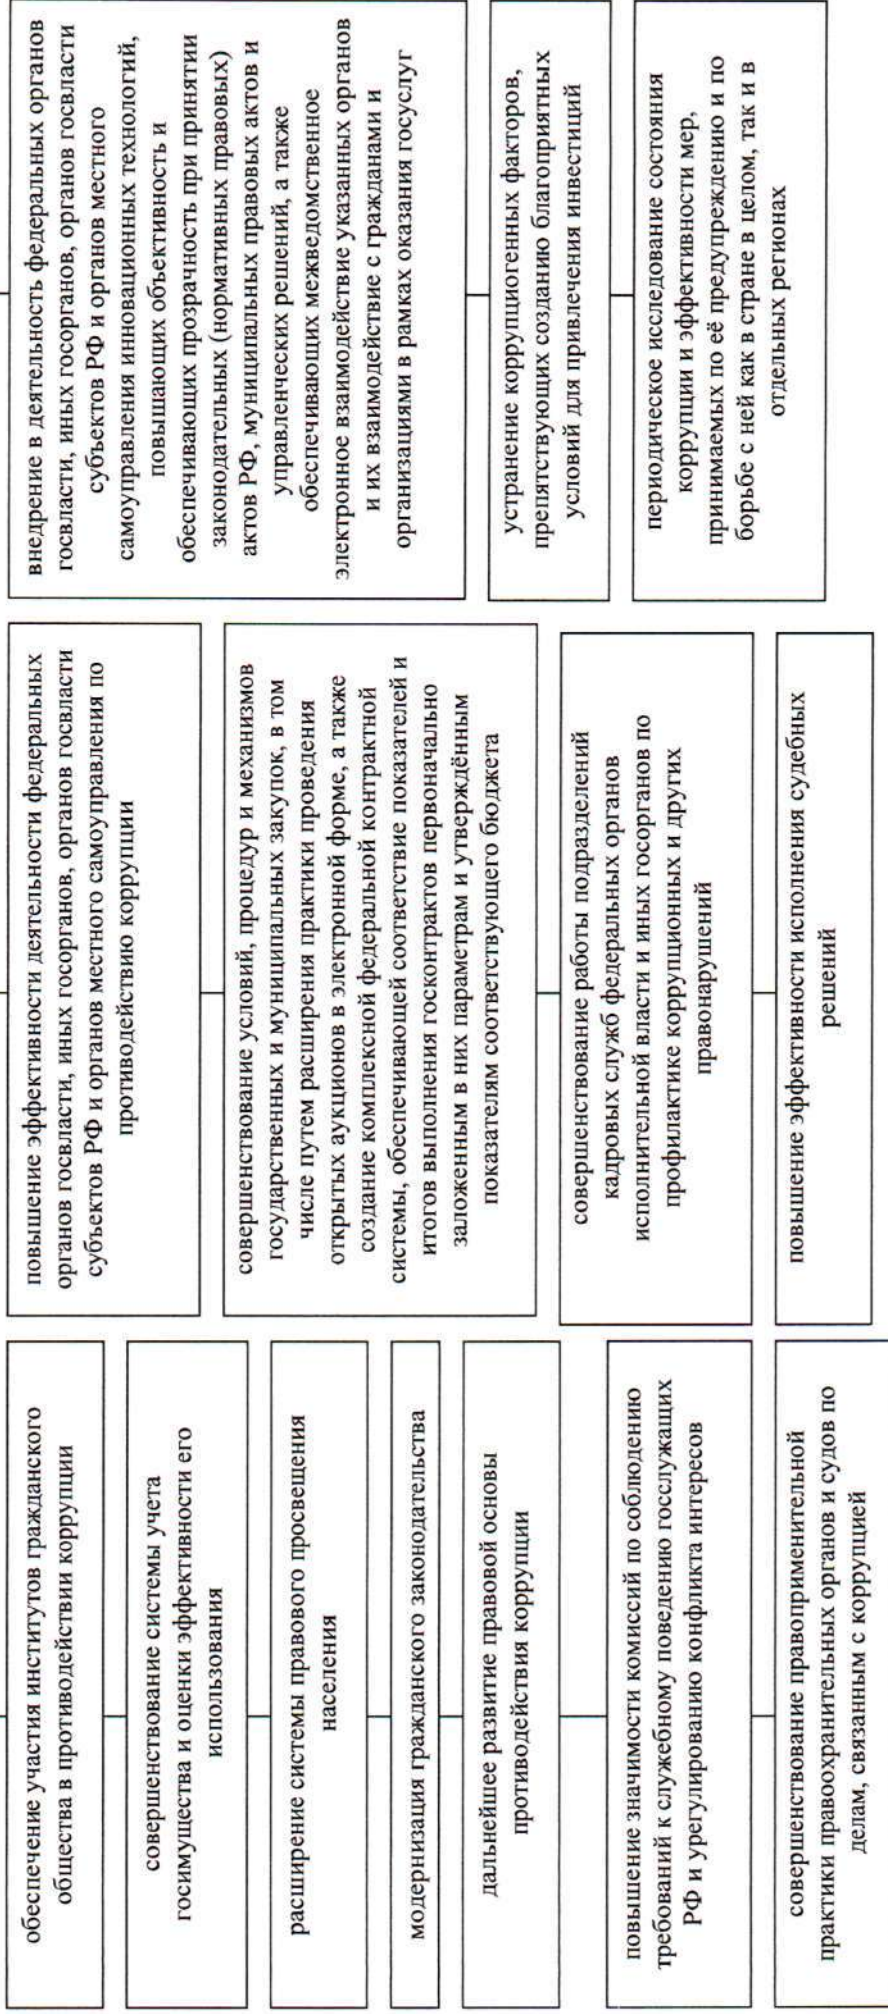 обеспечение участия институтов гражданского
общества в противодействии коррупции
совершенствование системы учета
госимущества и оценки эффективности его
использования
расширение системы правового просвещения
населения
модернизация гражданского законодательства
дальнейшее развитие правовой основы
противодействия коррупции
повышение значимости комиссий по соблюдению
требований к служебному поведению госслужащих
РФ и урегулированию конфликта интересов
совершенствование правоприменительной
практики правоохранительных органов и судов по
делам, связанным с коррупцией
повышение эффективности деятельности федеральных
органов госвласти, иных госорганов, органов госвласти
субъектов РФ и органов местного самоуправления по
противодействию коррупции
совершенствование условий, процедур и механизмов
государственных и муниципальных закупок, в том
числе путем расширения практики проведения
открытых аукционов в электронной форме, а также
создание комплексной федеральной контрактной
системы, обеспечивающей соответствие показателей и
итогов выполнения госконтрактов первоначально
заложенным в них параметрам и утверждённым
показателям соответствующего бюджета
совершенствование работы подразделений
кадровых служб федеральных органов
исполнительной власти и иных госорганов по
профилактике коррупционных и других
правонарушений
повышение эффективности исполнения судебных
решений
внедрение в деятельность федеральных органов
госвласти, иных госорганов, органов госвласти
субъектов РФ и органов местного
самоуправления инновационных технологий,
повышающих объективность и
обеспечивающих прозрачность при принятии
законодательных (нормативных правовых)
актов РФ, муниципальных правовых актов и
управленческих решений, а также
обеспечивающих межведомственное
электронное взаимодействие указанных органов
и их взаимодействие с гражданами и
организациями в рамках оказания госуслуг
устранение коррупциогенных факторов,
препятствующих созданию благоприятных
условий для привлечения инвестиций
периодическое исследование состояния
коррупции и эффективности мер,
принимаемых по её предупреждению и по
борьбе с ней как в стране в целом, так и в
отдельных регионах